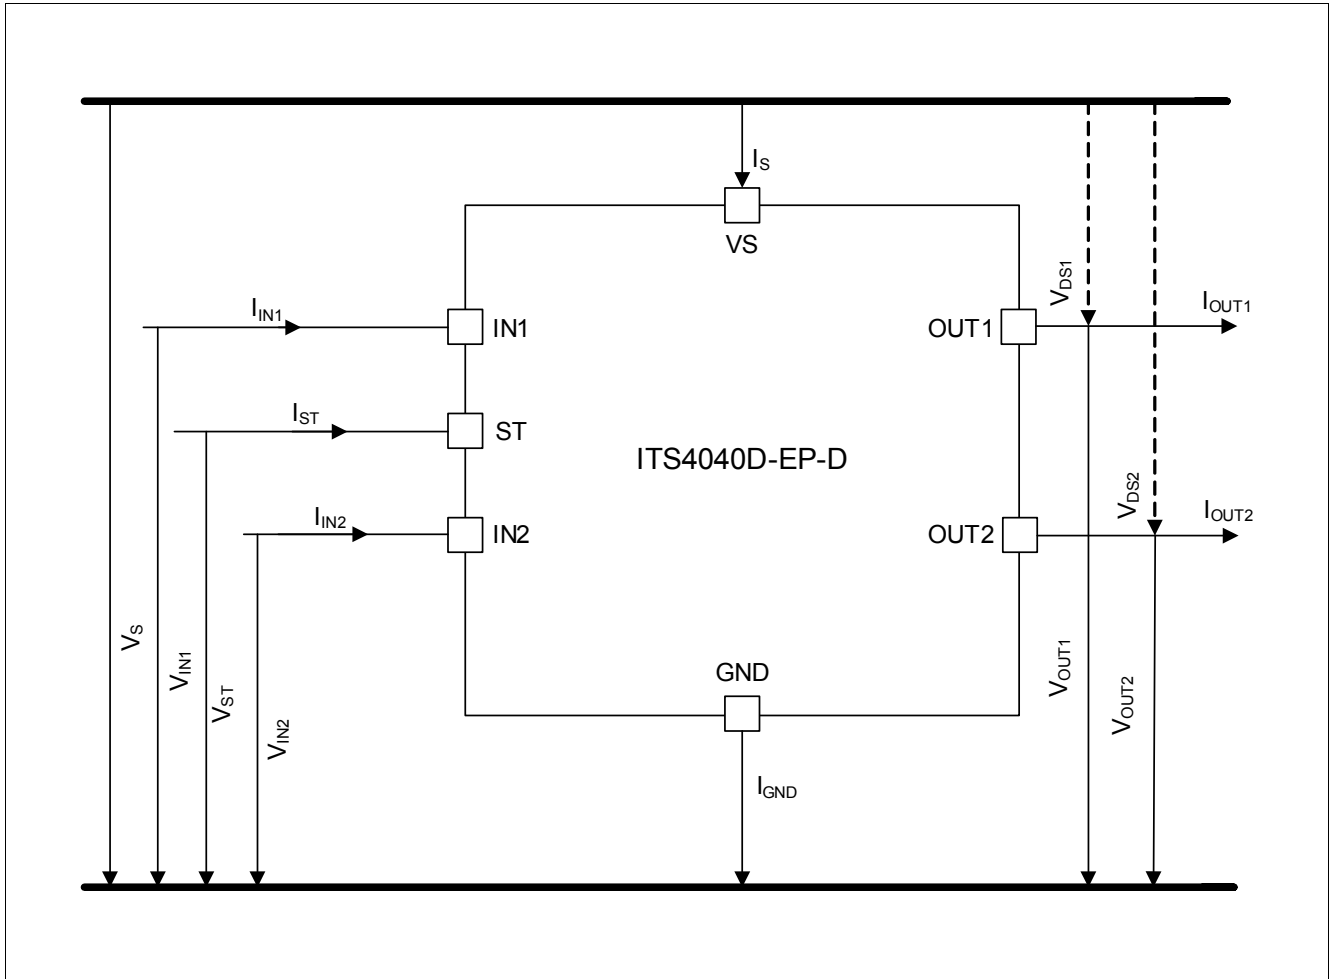 I_S
VS
V_DS1
I_IN1
I_OUT1
IN1
OUT1
I_ST
ST
ITS4040D-EP-D
V_DS2
I_IN2
I_OUT2
IN2
OUT2
V_S
V_IN1
V_ST
V_IN2
GND
V_OUT1
V_OUT2
I_GND